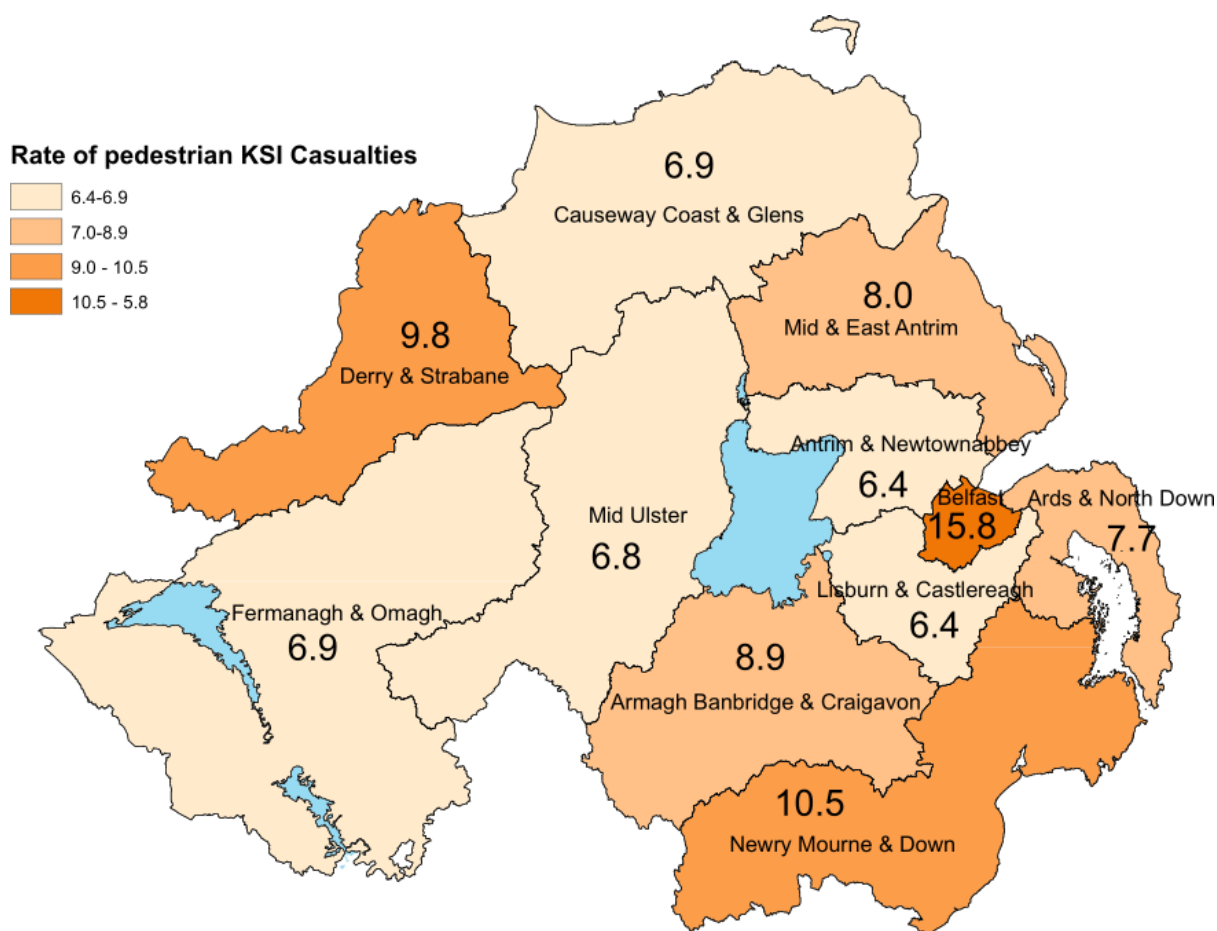 Rate of pedestrian KSI Casualties
6.4-6.9
7.0-8.9
9.0 - 10.5
10.5 - 5.8
6.9
Causeway Coast & Glens
8.0
Mid & East Antrim
9.8
Derry & Strabane
Antrim & Newtownabbey
6.4
Belfast
15.8
Ards & North Down
7.7
Mid Ulster
6.8
Fermanagh & Omagh
6.9
Lisburn & Castlereagh
6.4
8.9
Armagh Banbridge & Craigavon
10.5
Newry Mourne & Down